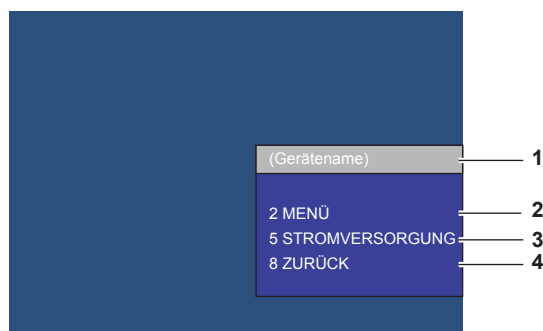 (Gerätename) 1
2 MENÜ 2
5 STROMVERSORGUNG 3
8 ZURÜCK 4